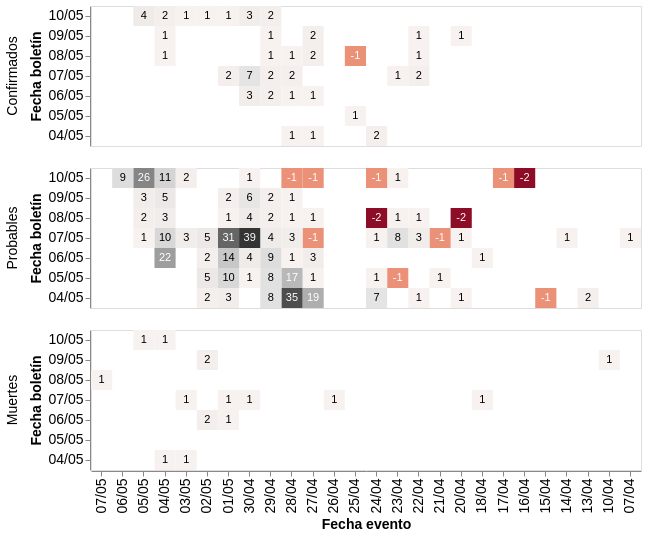 Confirmados
Fecha boletín
10/05 4 2 1 1 1 3 2
09/05 1 1 2 1 1
08/05 1 1 1 2 -1 1
07/05 2 7 2 2 1 2
06/05 3 2 1 1
05/05 1
04/05 1 1 2
Probables
Fecha boletín
10/05 9 26 11 2 1 -1 -1 -1 1 -1 -2
09/05 3 5 2 6 2 1
08/05 2 3 1 4 2 1 1 -2 1 1 -2
07/05 1 10 3 5 31 39 4 3 -1 1 8 3 -1 1 1 1
06/05 22 2 14 4 9 1 3 1
05/05 5 10 1 8 17 1 1 -1 1
04/05 2 3 8 35 19 7 1 1 -1 2
Muertes
Fecha boletín
10/05 1 1
09/05 2 1
08/05 1
07/05 1 1 1 1 1
06/05 2 1
05/05
04/05 1 1
07/05 06/05 05/05 04/05 03/05 02/05 01/05 30/04 29/04 28/04 27/04 26/04 25/04 24/04 23/04 22/04 21/04 20/04 18/04 17/04 16/04 15/04 14/04 13/04 10/04 07/04
Fecha evento